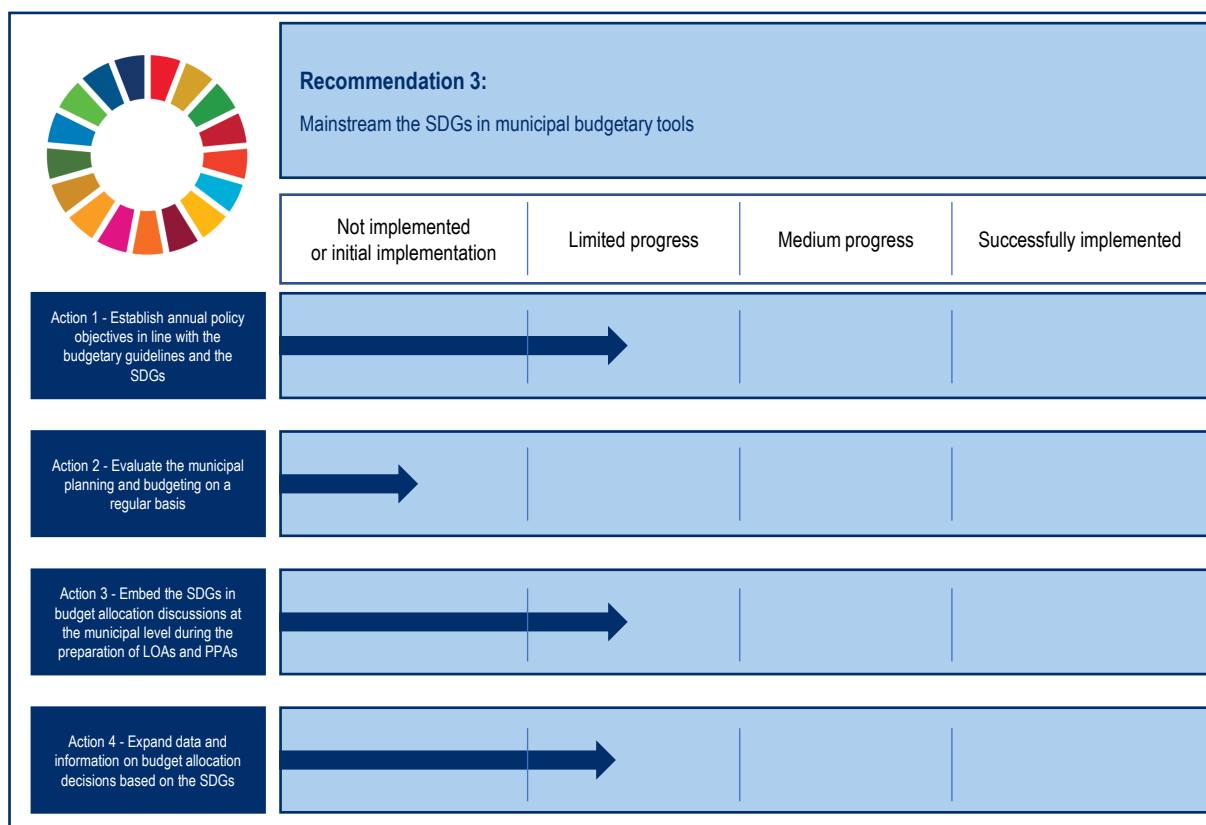 Recommendation 3:
Mainstream the SDGs in municipal budgetary tools
Not implemented
or initial implementation
Limited progress
Medium progress
Successfully implemented
Action 1 - Establish annual policy
objectives in line with the
budgetary guidelines and the
SDGs
Action 2 - Evaluate the municipal
planning and budgeting on a
regular basis
Action 3 - Embed the SDGs in
budget allocation discussions at
the municipal level during the
preparation of LOAs and PPAs
Action 4 - Expand data and
information on budget allocation
decisions based on the SDGs